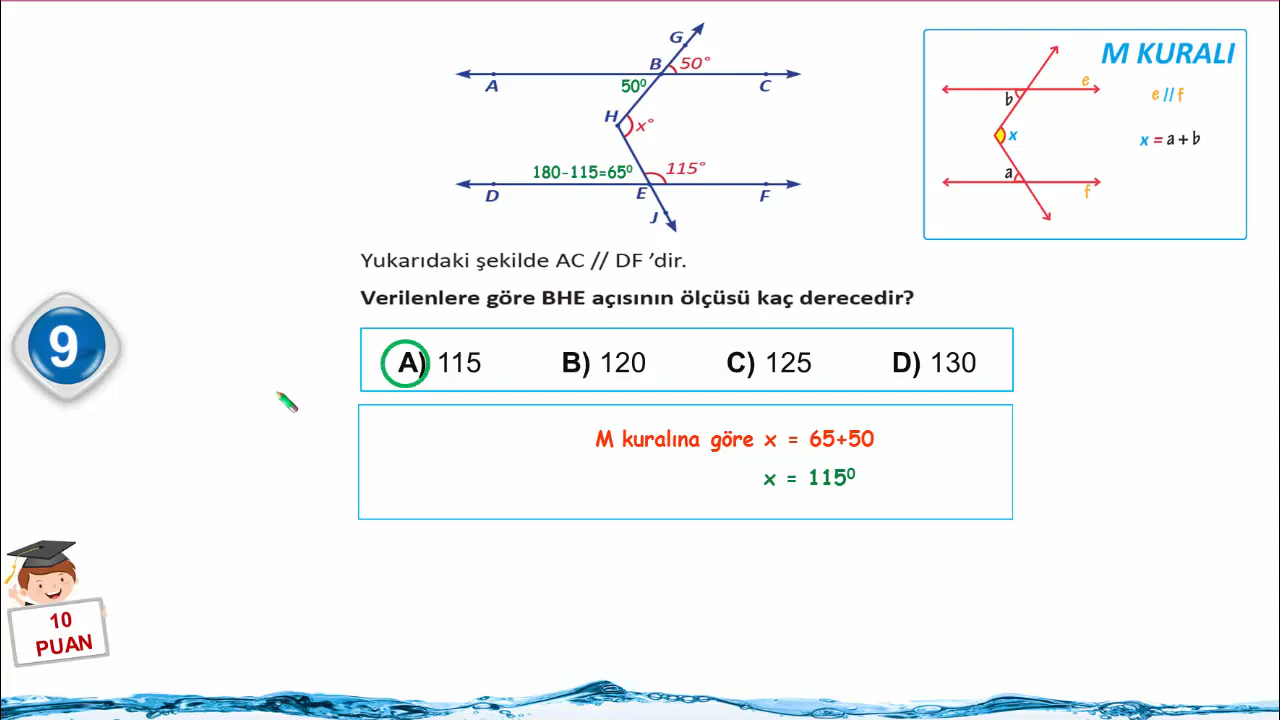 G
B 50°
A 50⁰ C
H x°
180-115=65⁰ 115°
D E F
J
M KURALI
e
e // f
b
x
x = a + b
a
f
Yukarıdaki şekilde AC // DF ’dir.
Verilenlere göre BHE açısının ölçüsü kaç derecedir?
9
A) 115 B) 120 C) 125 D) 130
M kuralına göre x = 65+50
x = 115⁰
10
PUAN